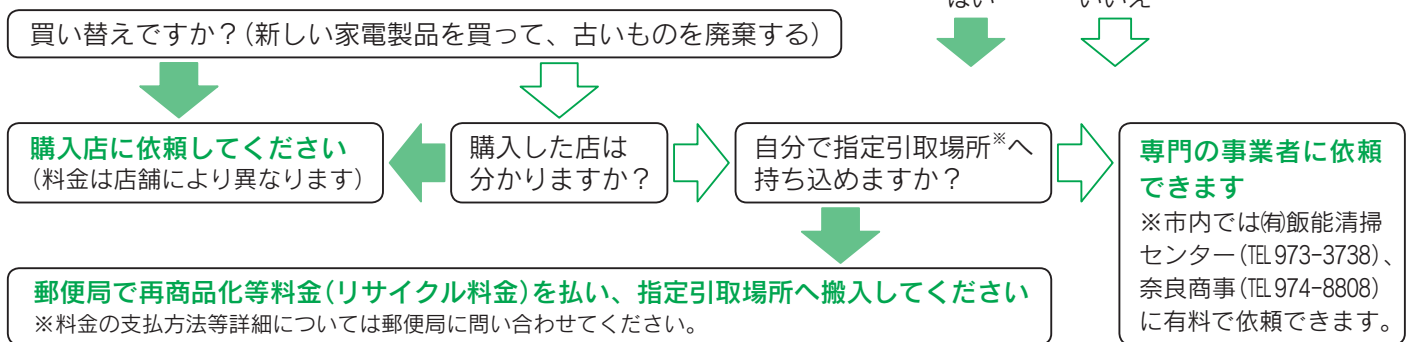 はい　いいえ
買い替えですか？（新しい家電製品を買って、古いものを廃棄する）
購入店に依頼してください
（料金は店舗により異なります）
購入した店は
分かりますか？
自分で指定引取場所※へ
持ち込めますか？
専門の事業者に依頼
できます
※市内では㈲飯能清掃
センター（℡973-3738）、
奈良商事（℡974-8808）
に有料で依頼できます。
郵便局で再商品化等料金（リサイクル料金）を払い、指定引取場所へ搬入してください
※料金の支払方法等詳細については郵便局に問い合わせてください。